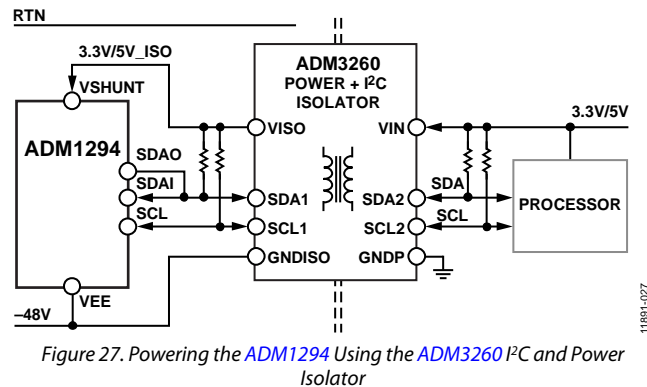 RTN
3.3V/5V_ISO
VSHUNT
ADM1294
SDAO
SDAI
SCL
VEE
–48V
ADM3260
POWER + I2C
ISOLATOR
VISO
VIN
SDA1
SDA2
SCL1
SCL2
GNDISO
GNDP
3.3V/5V
SDA
SCL
PROCESSOR
11891-027
Figure 27. Powering the ADM1294 Using the ADM3260 I2C and Power
Isolator